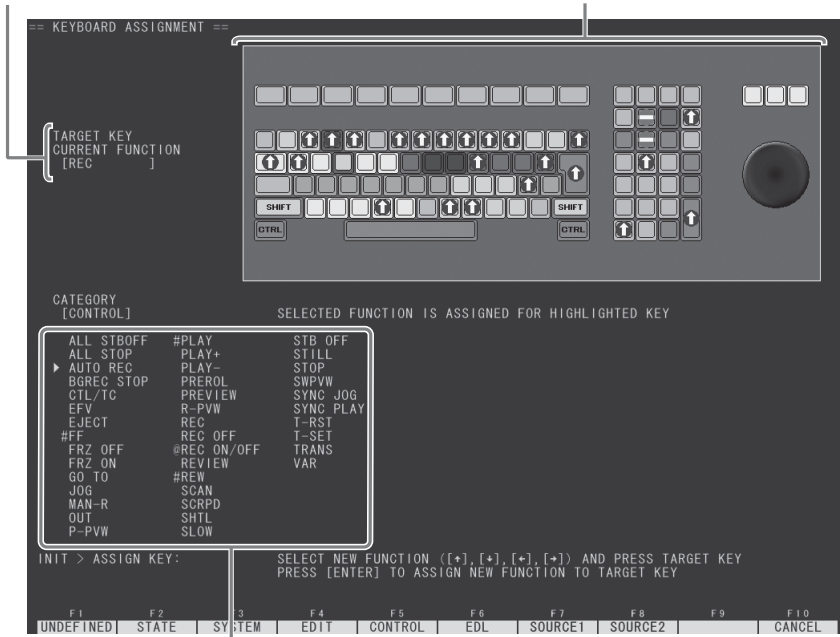 == KEYBOARD ASSIGNMENT ==
TARGET KEY
CURRENT FUNCTION
[REC ]
SHIFT SHIFT
CTRL CTRL
CATEGORY
[CONTROL] SELECTED FUNCTION IS ASSIGNED FOR HIGHLIGHTED KEY
ALL STBOFF #PLAY STB OFF
ALL STOP PLAY+ STILL
▶ AUTO REC PLAY- STOP
BGREC STOP PREROL SWPVW
CTL/TC PREVIEW SYNC JOG
EFV R-PVW SYNC PLAY
EJECT REC T-RST
#FF REC OFF T-SET
FRZ OFF @REC ON/OFF TRANS
FRZ ON REVIEW VAR
GO TO #REW
JOG SCAN
MAN-R SCRPD
OUT SHTL
P-PVW SLOW
INIT > ASSIGN KEY: SELECT NEW FUNCTION ([↑],[↓],[←],[→]) AND PRESS TARGET KEY
PRESS [ENTER] TO ASSIGN NEW FUNCTION TO TARGET KEY
F1 F2 F3 F4 F5 F6 F7 F8 F9 F10
UNDEFINED STATE SYSTEM EDIT CONTROL EDL SOURCE1 SOURCE2 CANCEL